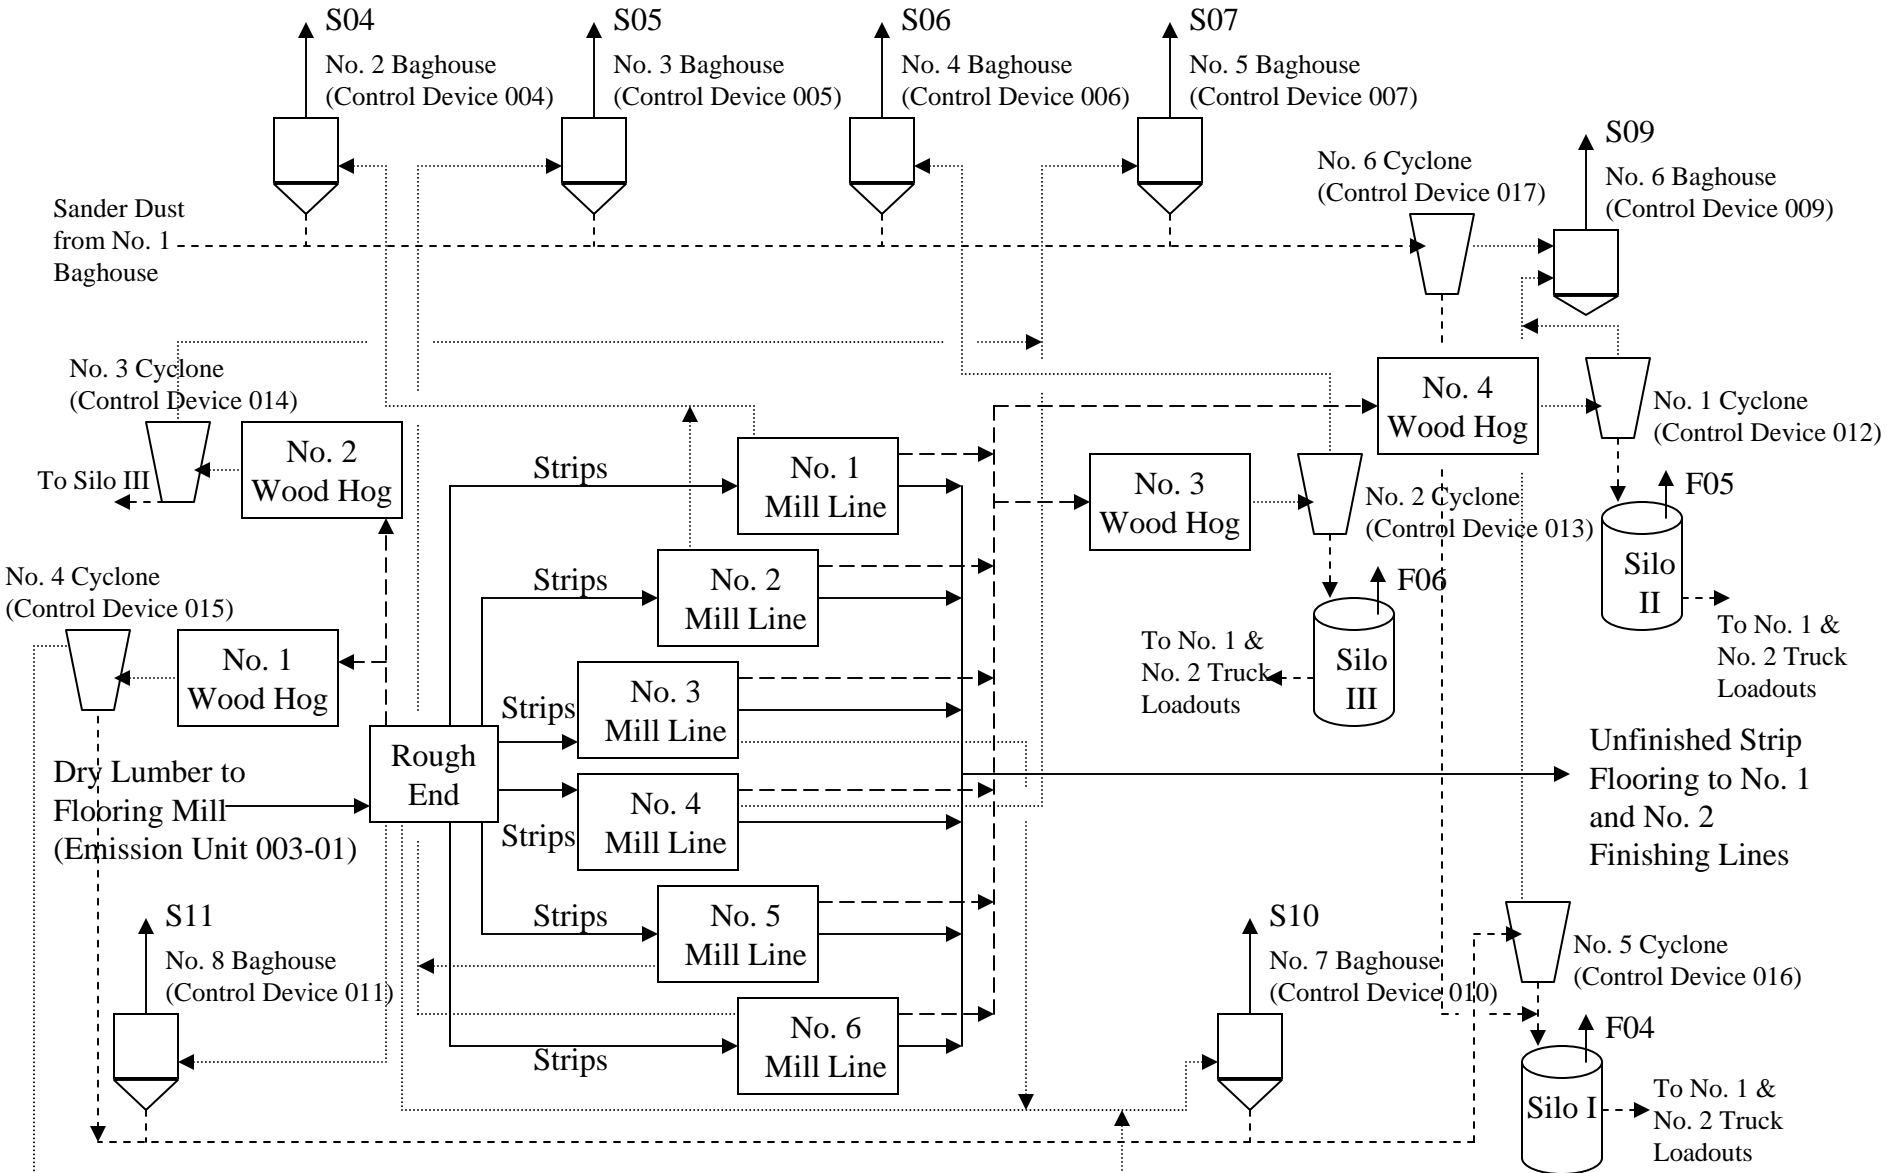 S04
No. 2 Baghouse
(Control Device 004)
S05
No. 3 Baghouse
(Control Device 005)
S06
No. 4 Baghouse
(Control Device 006)
S07
No. 5 Baghouse
(Control Device 007)
S09
No. 6 Baghouse
(Control Device 009)
No. 6 Cyclone
(Control Device 017)
Sander Dust
from No. 1
Baghouse
No. 3 Cyclone
(Control Device 014)
No. 2
Wood Hog
To Silo III
No. 4 Cyclone
(Control Device 015)
No. 1
Wood Hog
Strips
No. 1
Mill Line
Strips
No. 2
Mill Line
Strips
No. 3
Mill Line
Strips
No. 4
Mill Line
Strips
No. 5
Mill Line
Strips
No. 6
Mill Line
Rough
End
Dry Lumber to
Flooring Mill
(Emission Unit 003-01)
No. 3
Wood Hog
No. 4
Wood Hog
No. 1 Cyclone
(Control Device 012)
No. 2 Cyclone
(Control Device 013)
F05
Silo
II
To No. 1 &
No. 2 Truck
Loadouts
F06
Silo
III
To No. 1 &
No. 2 Truck
Loadouts
Unfinished Strip
Flooring to No. 1
and No. 2
Finishing Lines
S11
No. 8 Baghouse
(Control Device 011)
S10
No. 7 Baghouse
(Control Device 010)
No. 5 Cyclone
(Control Device 016)
F04
Silo I
To No. 1 &
No. 2 Truck
Loadouts